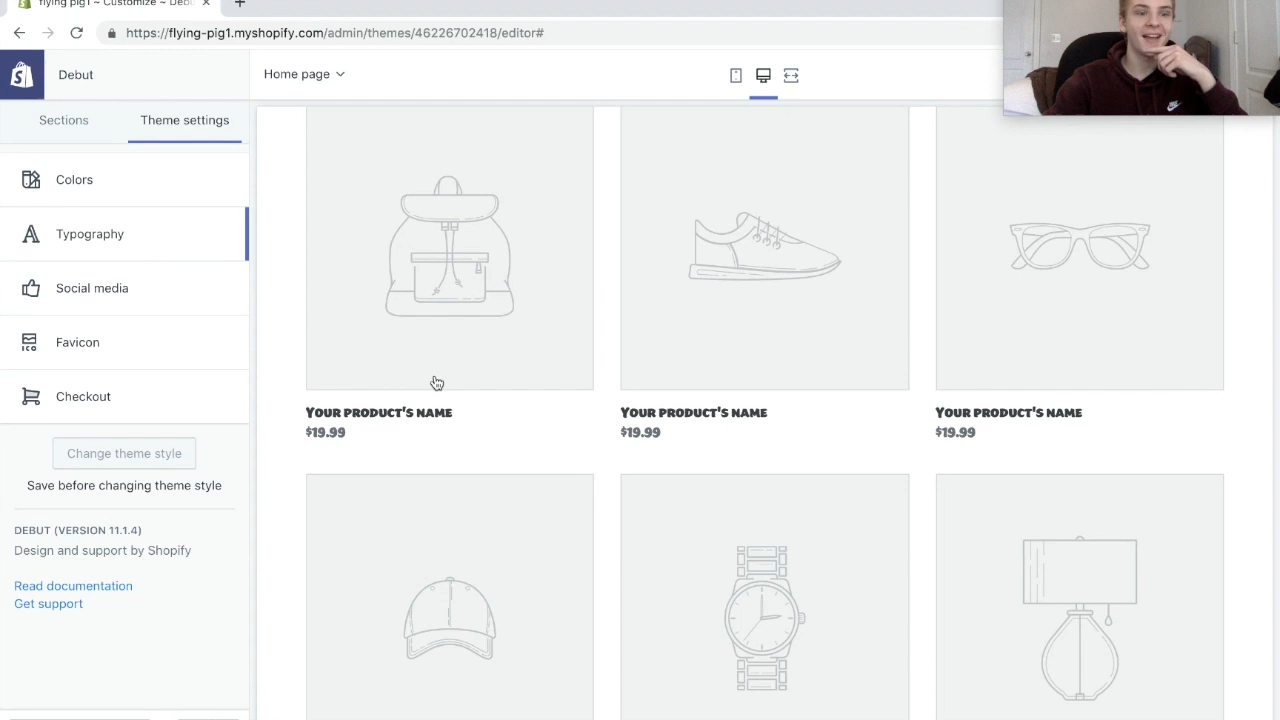 flying pig1 ~ Customize ~ Deb
https://flying-pig1.myshopify.com/admin/themes/46226702418/editor#
Debut
Home page
Sections
Theme settings
Colors
Typography
Social media
ICO
Favicon
Checkout
Change theme style
Save before changing theme style
DEBUT (VERSION 11.1.4)
Design and support by Shopify
Read documentation
Get support
YOUR PRODUCT'S NAME
$19.99
YOUR PRODUCT'S NAME
$19.99
YOUR PRODUCT'S NAME
$19.99